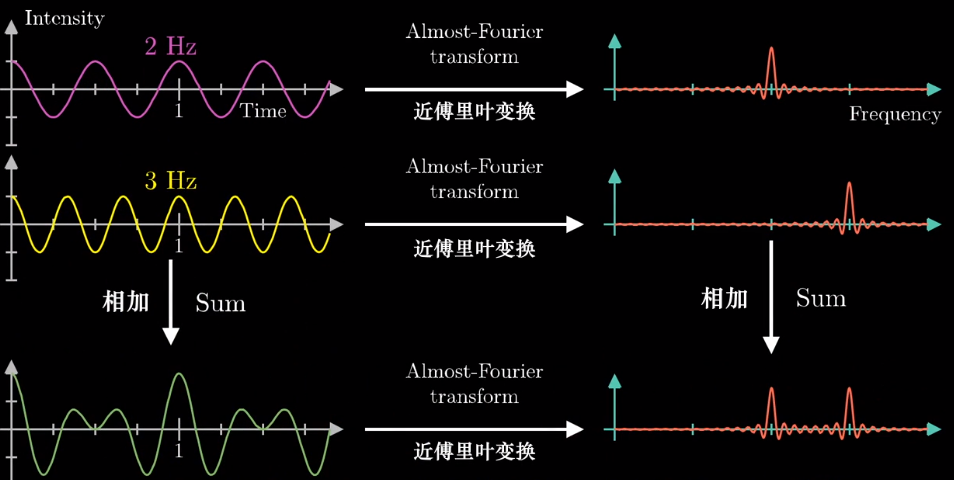 Intensity
2 Hz
Time
1
Almost-Fourier
transform
近傅里叶变换
Frequency
3 Hz
1
Almost-Fourier
transform
近傅里叶变换
相加 Sum
相加 Sum
1
Almost-Fourier
transform
近傅里叶变换